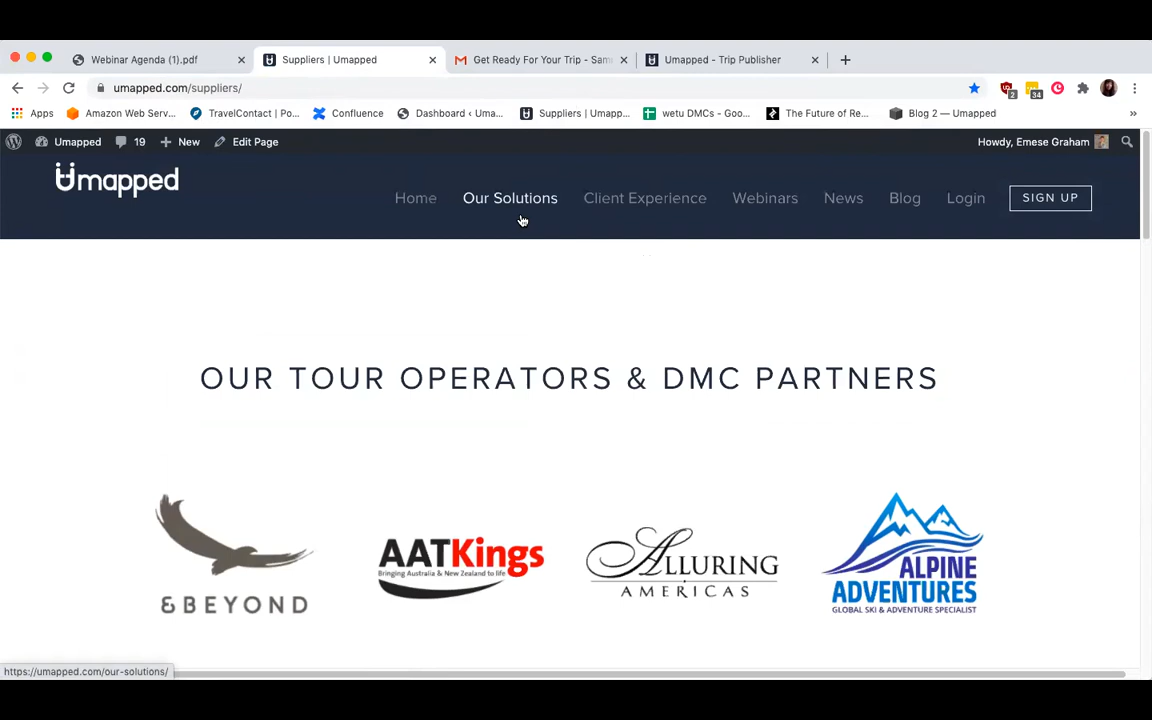 Webinar Agenda (1).pdf
Suppliers | Umapped
Get Ready For Your Trip - Sam
Umapped - Trip Publisher
umapped.com/suppliers/
2
34
Apps
Amazon Web Serv...
TravelContact | Po...
Confluence
Dashboard ‹ Uma...
Suppliers | Umapp...
wetu DMCs - Goo...
The Future of Re...
Blog 2 — Umapped
»
Umapped
19
New
Edit Page
Howdy, Emese Graham
Umapped
Home
Our Solutions
Client Experience
Webinars
News
Blog
Login
SIGN UP
OUR TOUR OPERATORS & DMC PARTNERS
&BEYOND
AATKings
Bringing Australia & New Zealand to life
ALLURING
AMERICAS
ALPINE
ADVENTURES
GLOBAL SKI & ADVENTURE SPECIALIST
https://umapped.com/our-solutions/